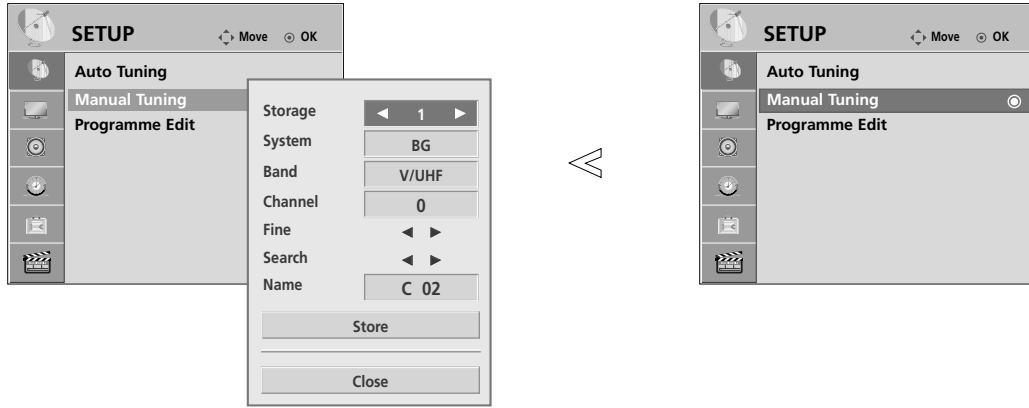 SETUP Move OK
Auto Tuning
Manual Tuning
Programme Edit
Storage 1
System BG
Band V/UHF
Channel 0
Fine
Search
Name C 02
Store
Close
SETUP Move OK
Auto Tuning
Manual Tuning
Programme Edit